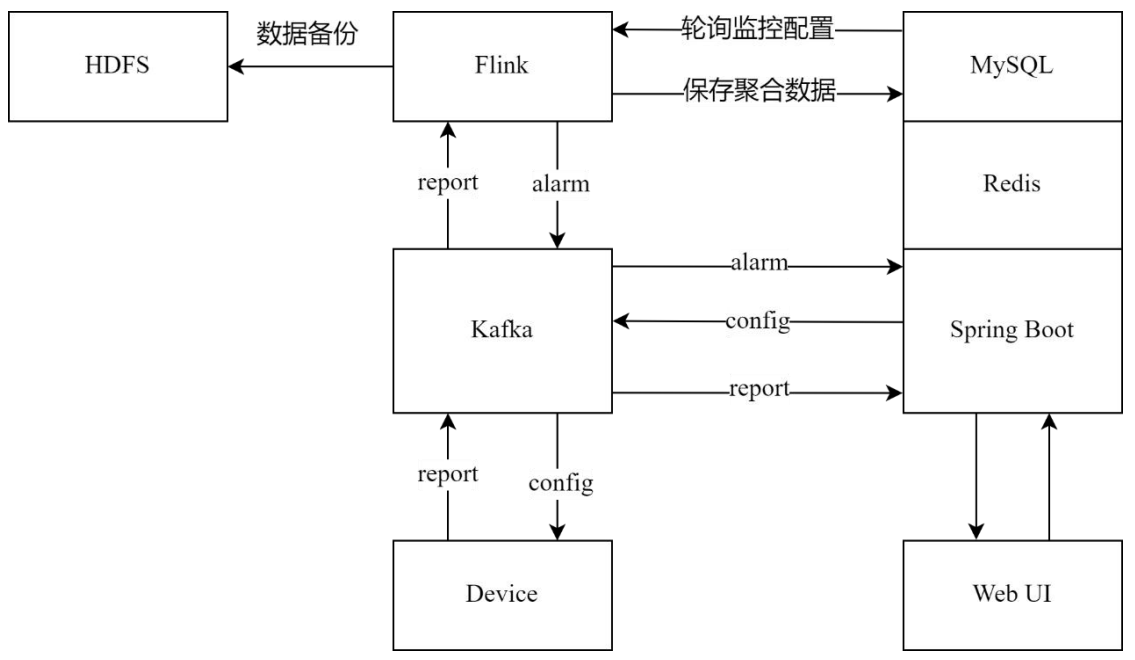 数据备份
轮询监控配置
HDFS
Flink
MySQL
保存聚合数据
report
alarm
Redis
alarm
Kafka
config
Spring Boot
report
report
config
Device
Web UI